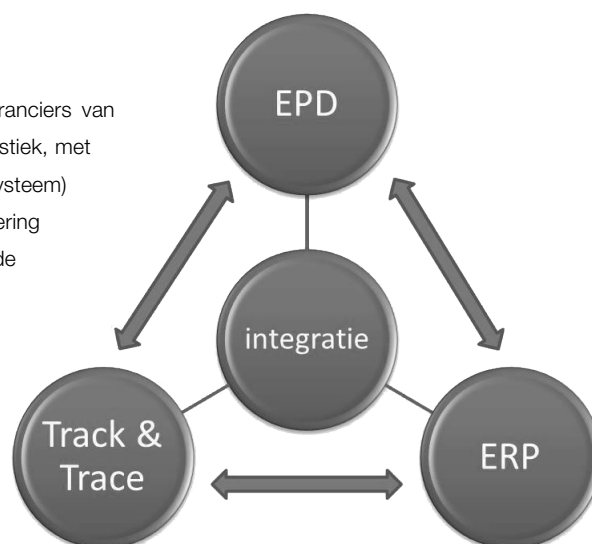 ranciers van
stiek, met
ysteem)
ering
de
EPD
integratie
Track &
Trace
ERP